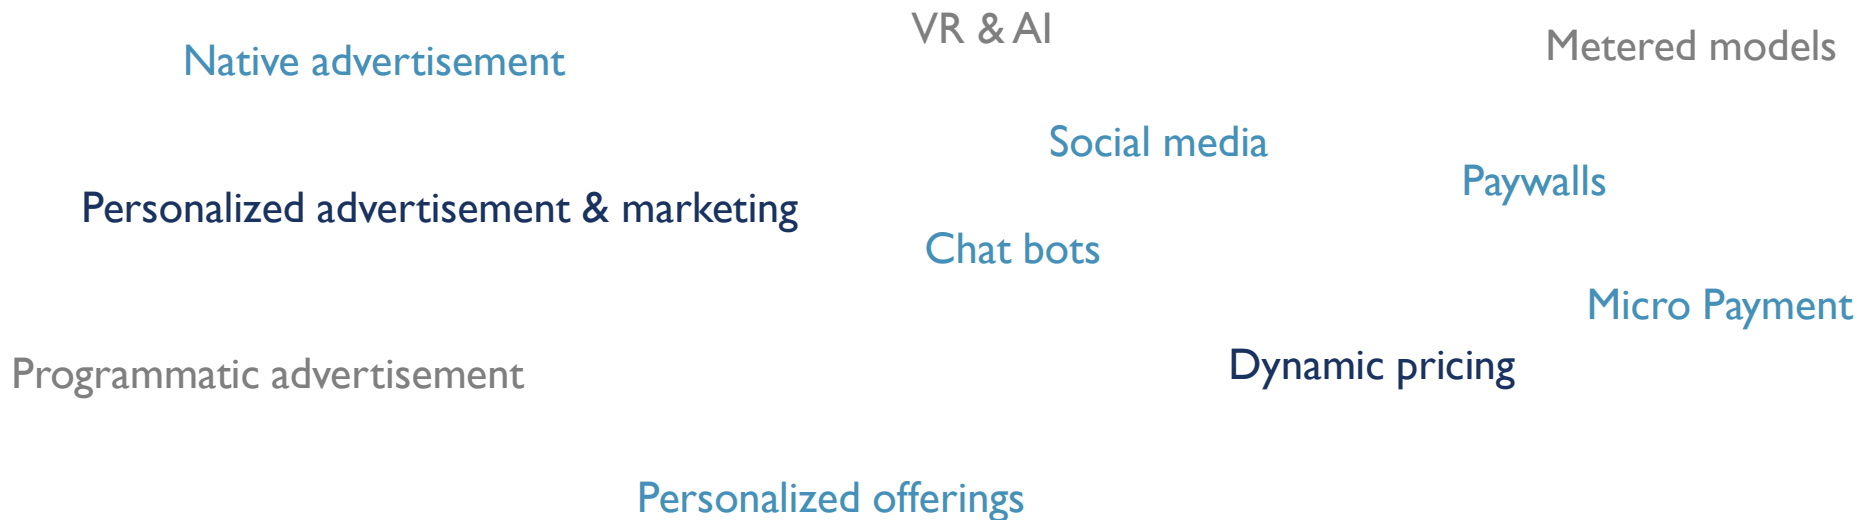 VR & AI
Metered models
Native advertisement
Social media
Paywalls
Personalized advertisement & marketing
Chat bots
Micro Payment
Dynamic pricing
Programmatic advertisement
Personalized offerings